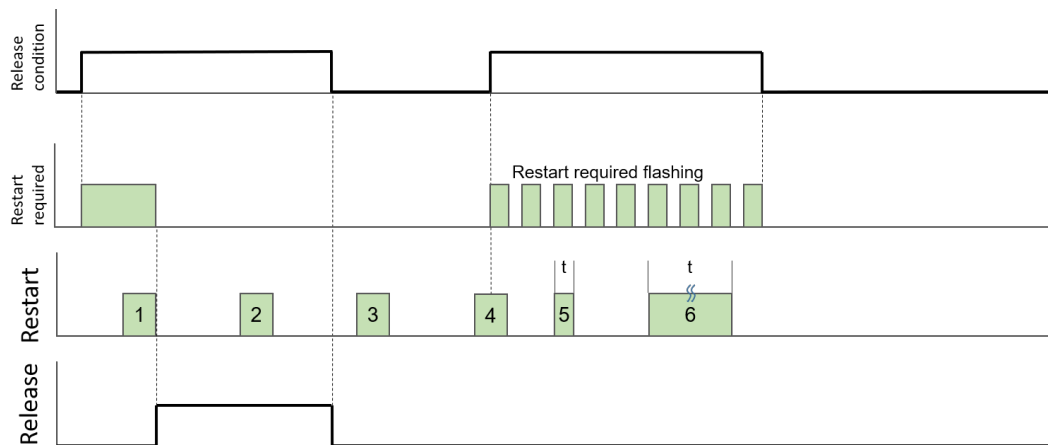 Release
condition
Restart
required
Restart required flashing
Restart
1
2
3
4
t
5
t
6
Release